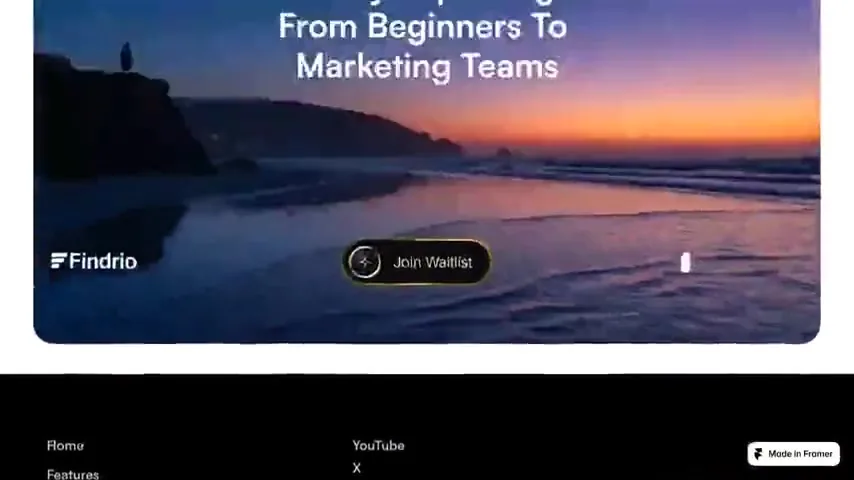 From Beginners To
Marketing Teams
Findrio
Join Waitlist
Home
YouTube
Made in Framer
X
Features